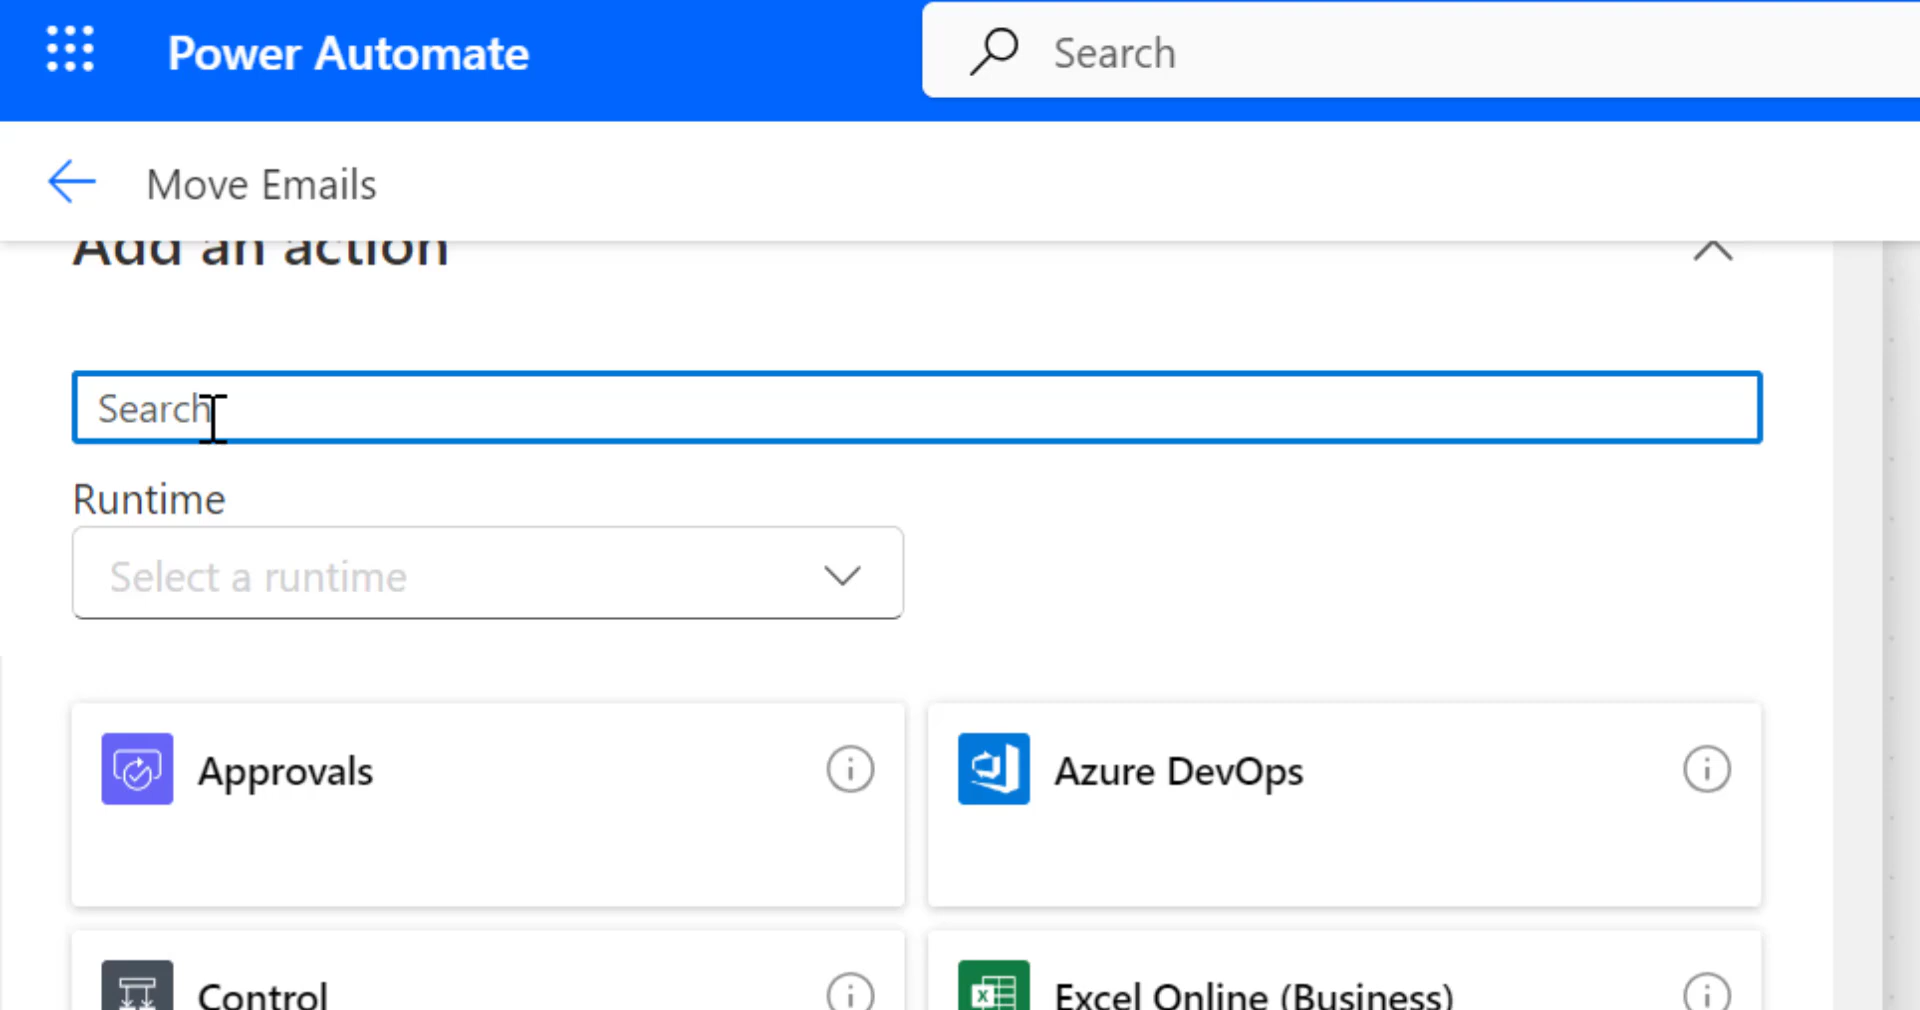 Power Automate
Search
Move Emails
Add an action
Search
Runtime
Select a runtime
Approvals
Azure DevOps
Control
Excel Online (Business)